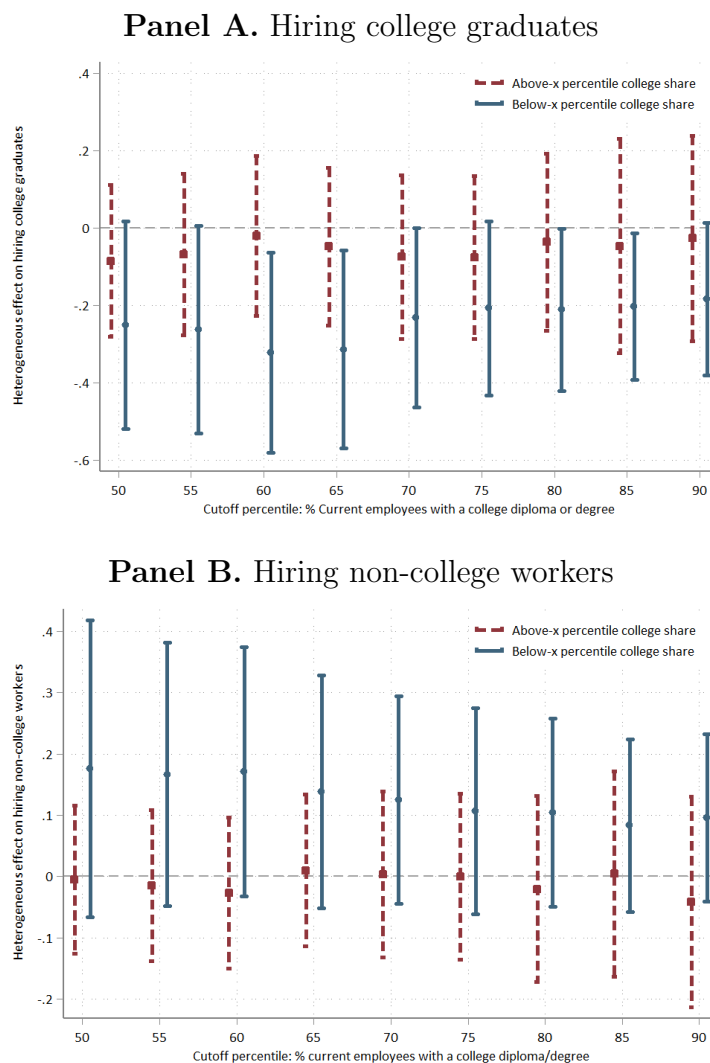 Panel A. Hiring college graduates
.4
.2
0
-.2
-.4
-.6
Heterogeneous effect on hiring college graduates
Above-x percentile college share
Below-x percentile college share
50 55 60 65 70 75 80 85 90
Cutoff percentile: % Current employees with a college diploma or degree
Panel B. Hiring non-college workers
.4
.3
.2
.1
0
-.1
-.2
Heterogeneous effect on hiring non-college workers
Above-x percentile college share
Below-x percentile college share
50 55 60 65 70 75 80 85 90
Cutoff percentile: % current employees with a college diploma/degree